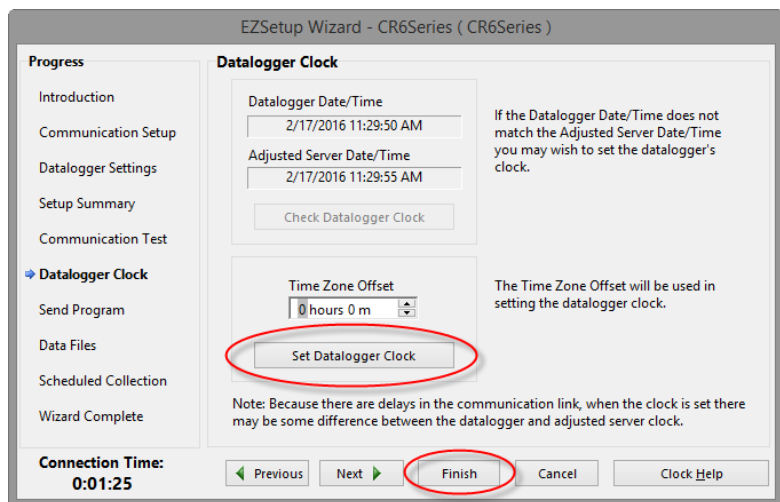 EZSetup Wizard - CR6Series ( CR6Series )
Progress
Introduction
Communication Setup
Datalogger Settings
Setup Summary
Communication Test
Datalogger Clock
Send Program
Data Files
Scheduled Collection
Wizard Complete
Connection Time:
0:01:25
Datalogger Clock
Datalogger Date/Time
2/17/2016 11:29:50 AM
Adjusted Server Date/Time
2/17/2016 11:29:55 AM
Check Datalogger Clock
If the Datalogger Date/Time does not
match the Adjusted Server Date/Time
you may wish to set the datalogger's
clock.
Time Zone Offset
0 hours 0 m
Set Datalogger Clock
The Time Zone Offset will be used in
setting the datalogger clock.
Note: Because there are delays in the communication link, when the clock is set there
may be some difference between the datalogger and adjusted server clock.
Previous
Next
Finish
Cancel
Clock Help